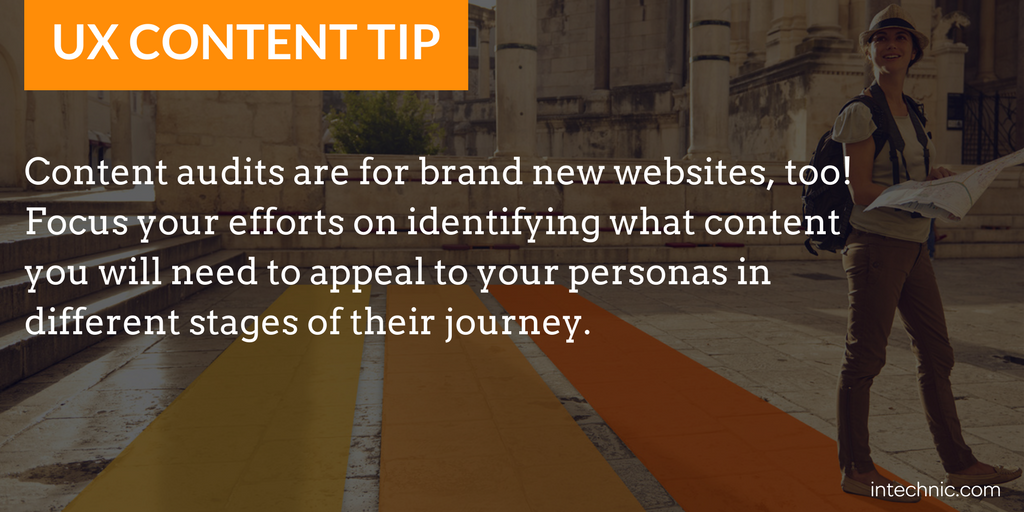 UX CONTENT TIP
Content audits are for brand new websites, too!
Focus your efforts on identifying what content
you will need to appeal to your personas in
different stages of their journey.
intechnic.com